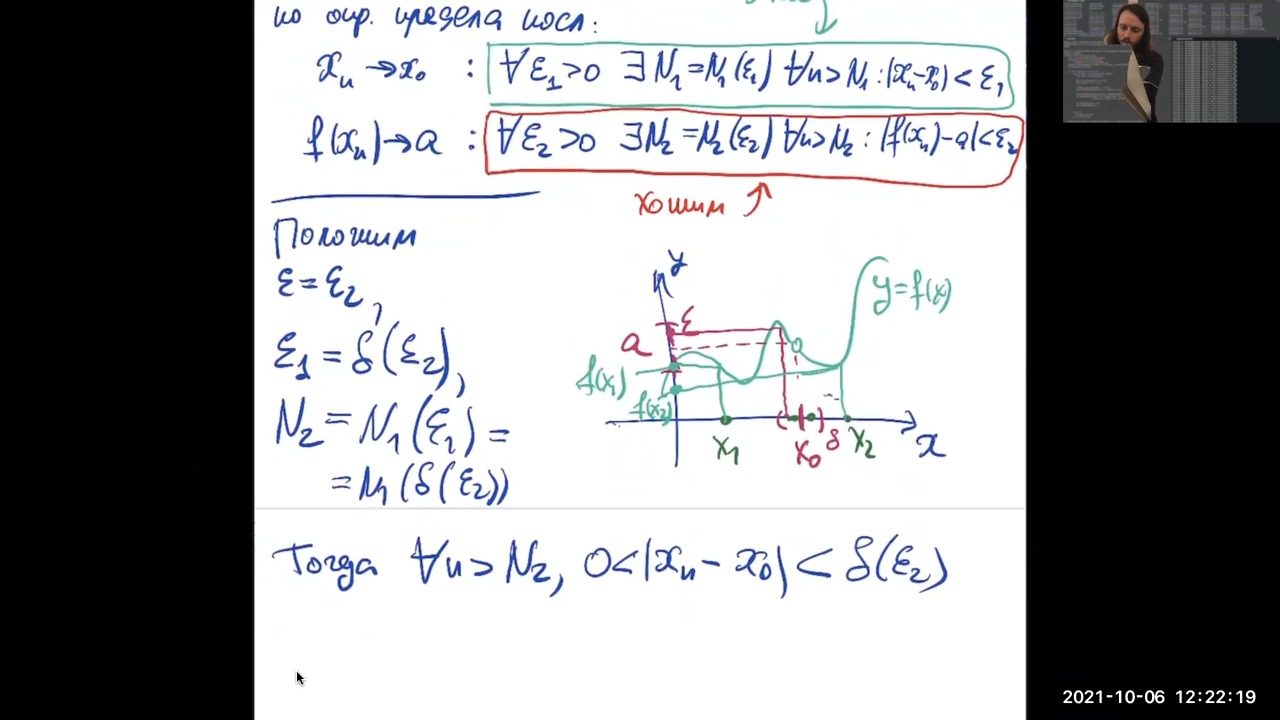 по опр. предела посл:
xₙ → x₀ : ∀ε₁>0 ∃N₁=N₁(ε₁) ∀n>N₁ : |xₙ-x₀|<ε₁
f(xₙ)→a : ∀ε₂>0 ∃N₂=N₂(ε₂) ∀n>N₂ : |f(xₙ)-a|<ε₂
хотим
Положим
ε=ε₂,
ε₁=δ(ε₂),
N₂=N₁(ε₁)=
=N₁(δ(ε₂))
y
y=f(x)
ε
a
f(x₁)
f(x₂)
x₁
x₀
δ
x₂
x
Тогда ∀n>N₂, 0<|xₙ-x₀|<δ(ε₂)
2021-10-06 12:22:19